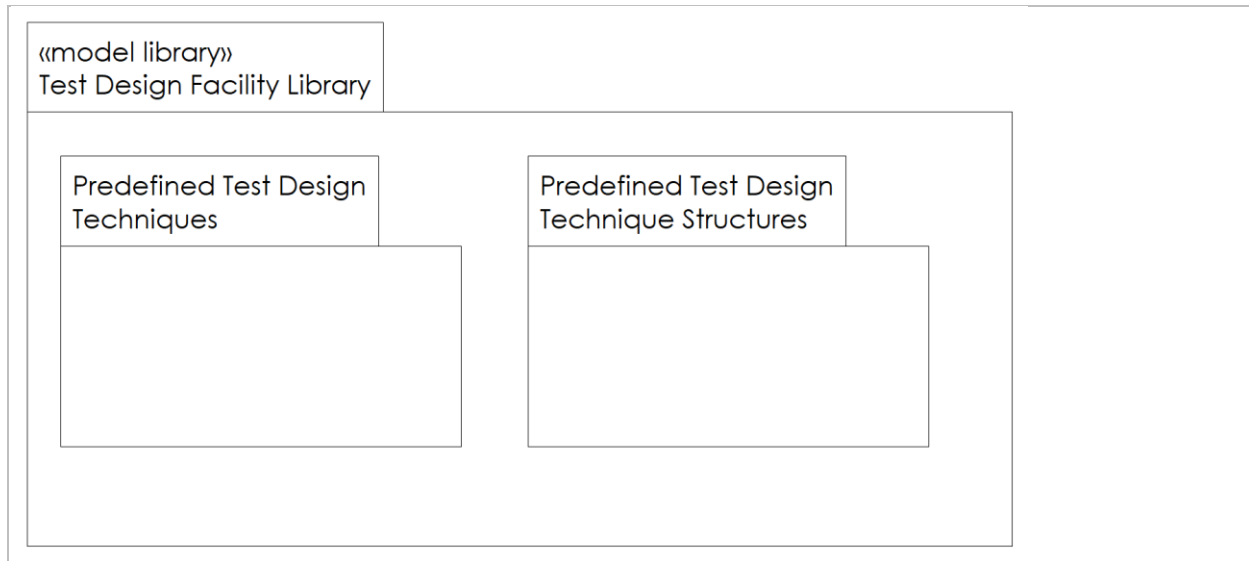 «model library»
Test Design Facility Library
Predefined Test Design
Techniques
Predefined Test Design
Technique Structures